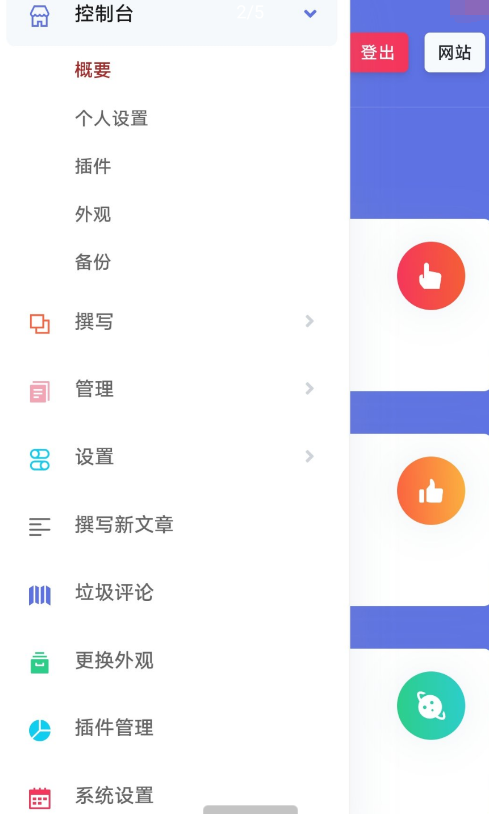 控制台
2/5
登出
网站
概要
个人设置
插件
外观
备份
撰写
管理
设置
撰写新文章
垃圾评论
更换外观
插件管理
系统设置